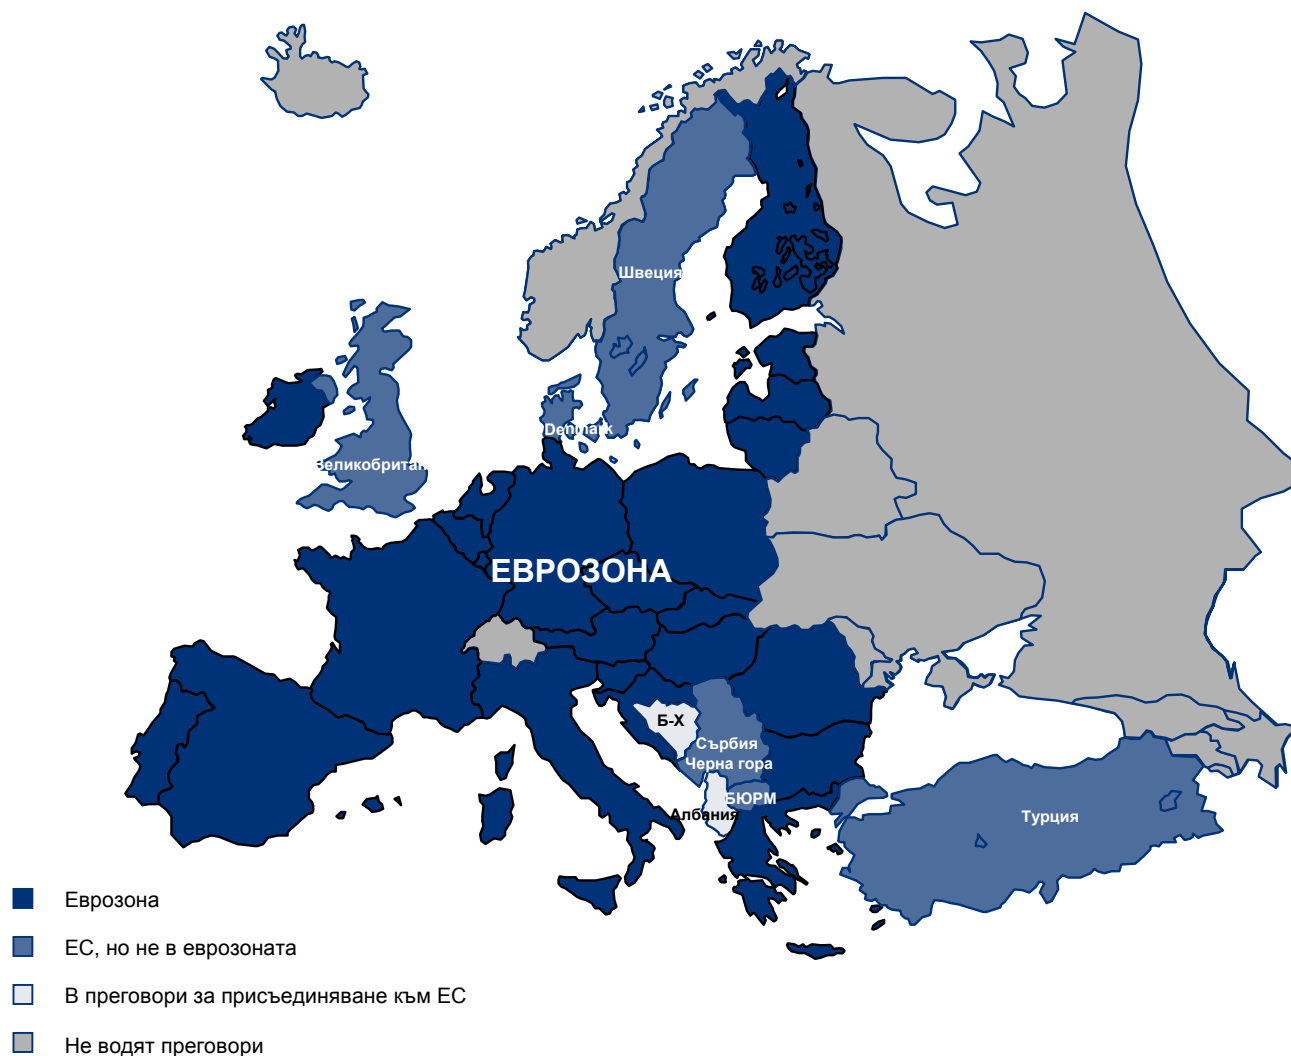 Швеция
Denmark
Великобритан
ЕВРОЗОНА
Б-Х
Сърбия
Черна гора
БЮРМ
Албания
Турция
Еврозона
ЕС, но не в еврозоната
В преговори за присъединяване към ЕС
Не водят преговори